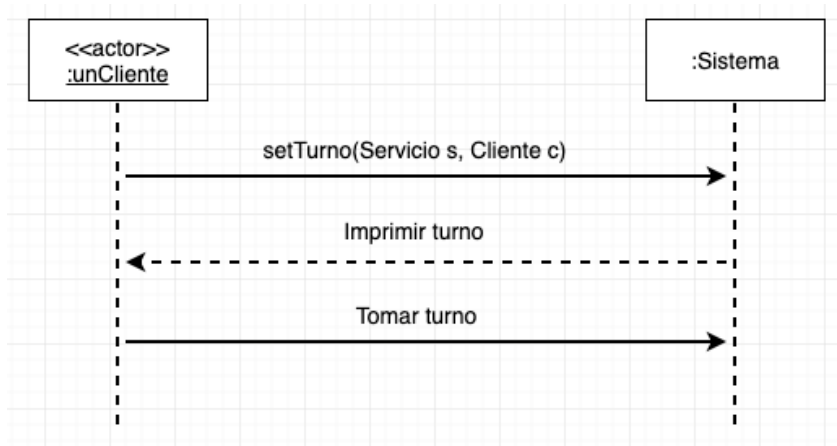 <<actor>>
:unCliente
:Sistema
setTurno(Servicio s, Cliente c)
Imprimir turno
Tomar turno